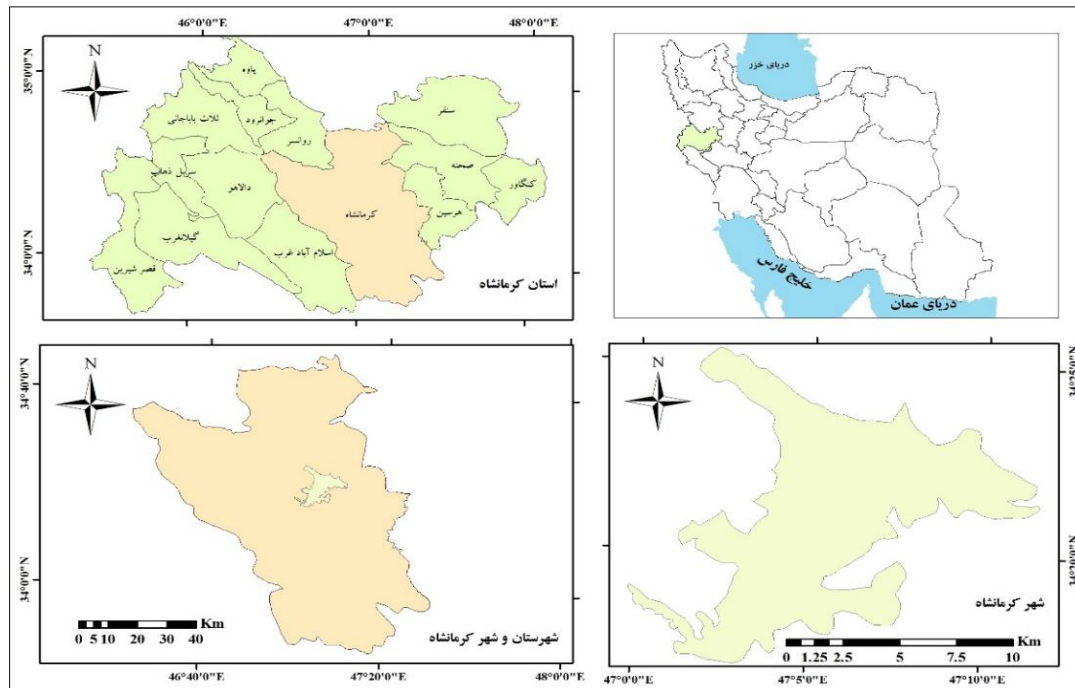 46°0'0"E 47°0'0"E 48°0'0"E
N
35°0'0"N
34°0'0"N
پاوه
ثلاث باباجانی
جوانرود
روانسر
سنقر
صحنه
کنگاور
سرپل ذهاب
دالاهو
کرمانشاه
هرسین
گیلانغرب
اسلام آباد غرب
قصر شیرین
استان کرمانشاه
دریای خزر
خلیج فارس
دریای عمان
N
34°40'0"N
34°0'0"N
Km
0 5 10 20 30 40
شهرستان و شهر کرمانشاه
46°40'0"E 47°20'0"E 48°0'0"E
N
شهر کرمانشاه
Km
0 1.25 2.5 5 7.5 10
47°0'0"E 47°5'0"E 47°10'0"E